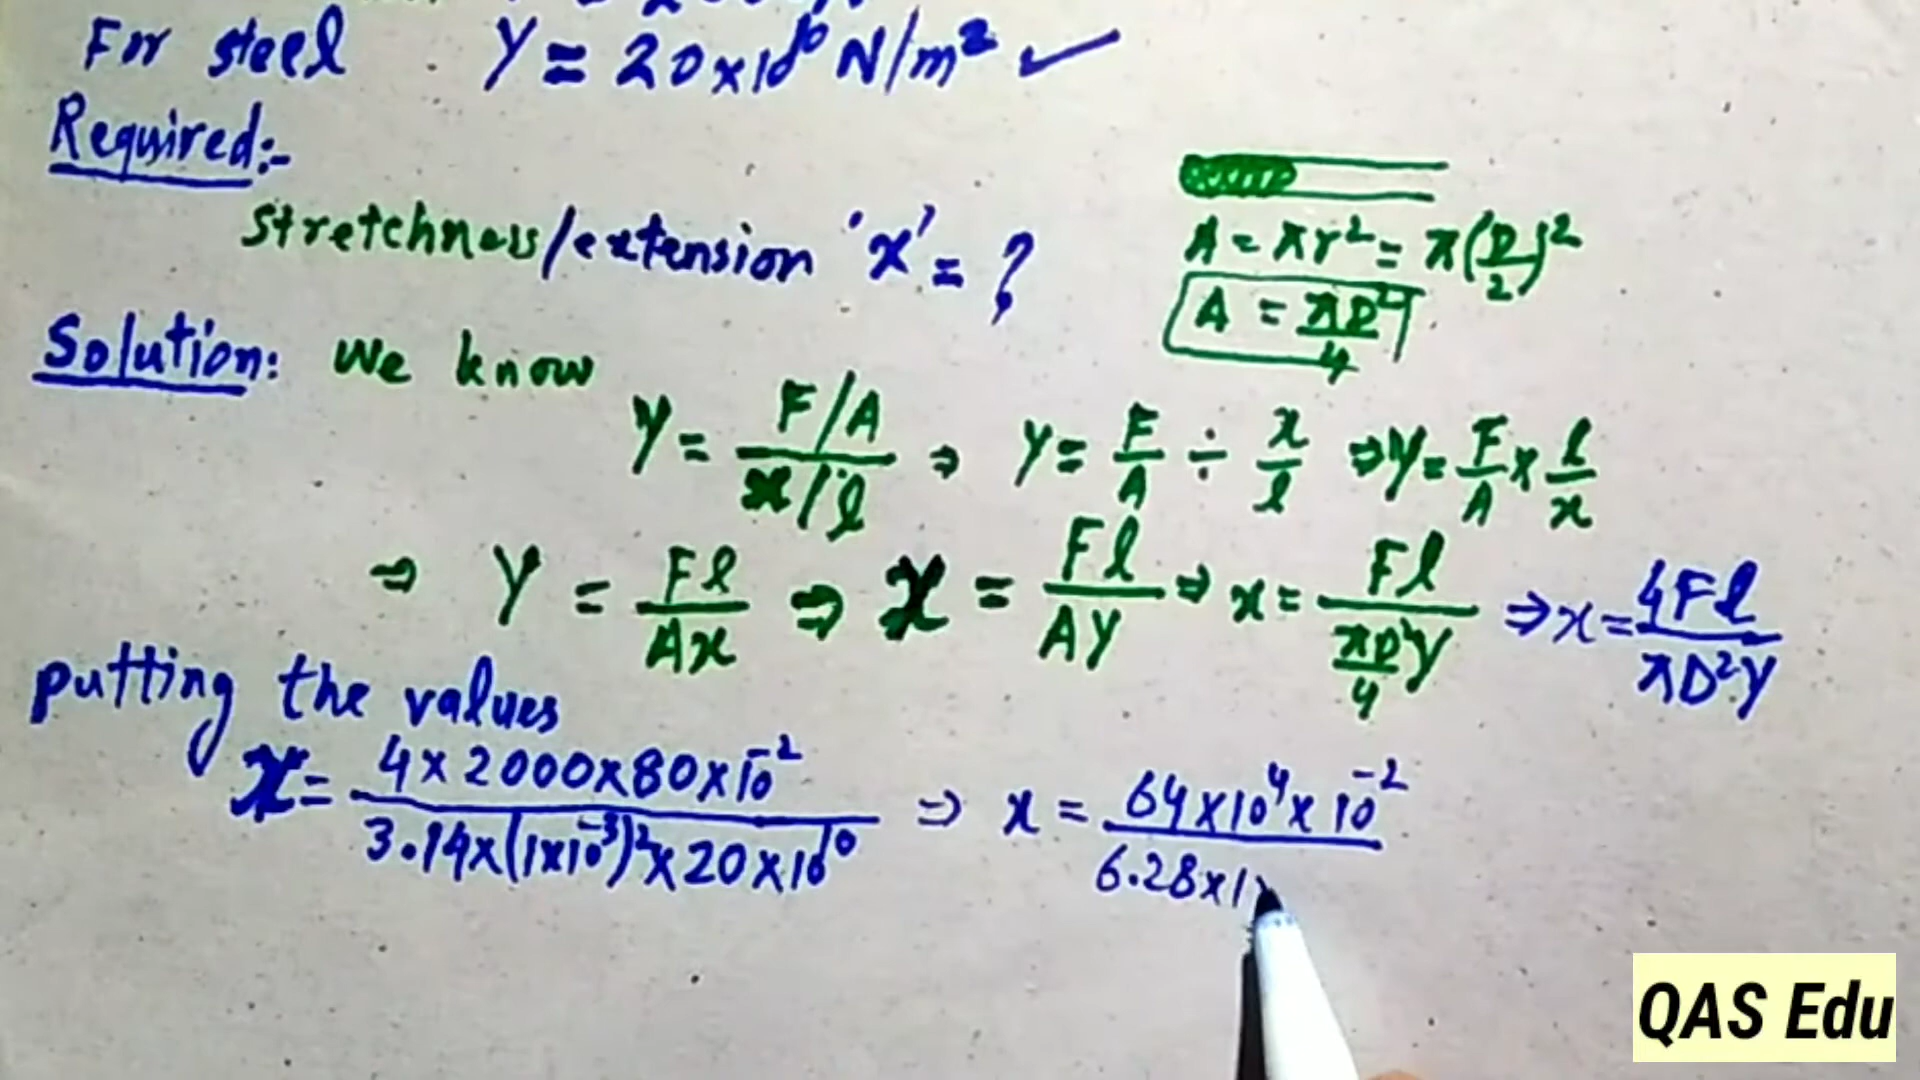 For steel Y = 20×10¹⁰ N/m² ✓
Required:-
stretchness/extension 'x' = ?
A = πr² = π(D/2)²
A = πD²/4
Solution: we know
Y = F/A / x/l ⇒ Y = F/A ÷ x/l ⇒ Y = F/A × l/x
⇒ Y = Fl/Ax ⇒ x = Fl/AY ⇒ x = Fl/(πD²/4 Y) ⇒ x = 4Fl/πD²Y
putting the values
x = 4×2000×80×10⁻² / 3.14×(1×10⁻³)²×20×10¹⁰ ⇒ x = 64×10⁴×10⁻² / 6.28×1
QAS Edu